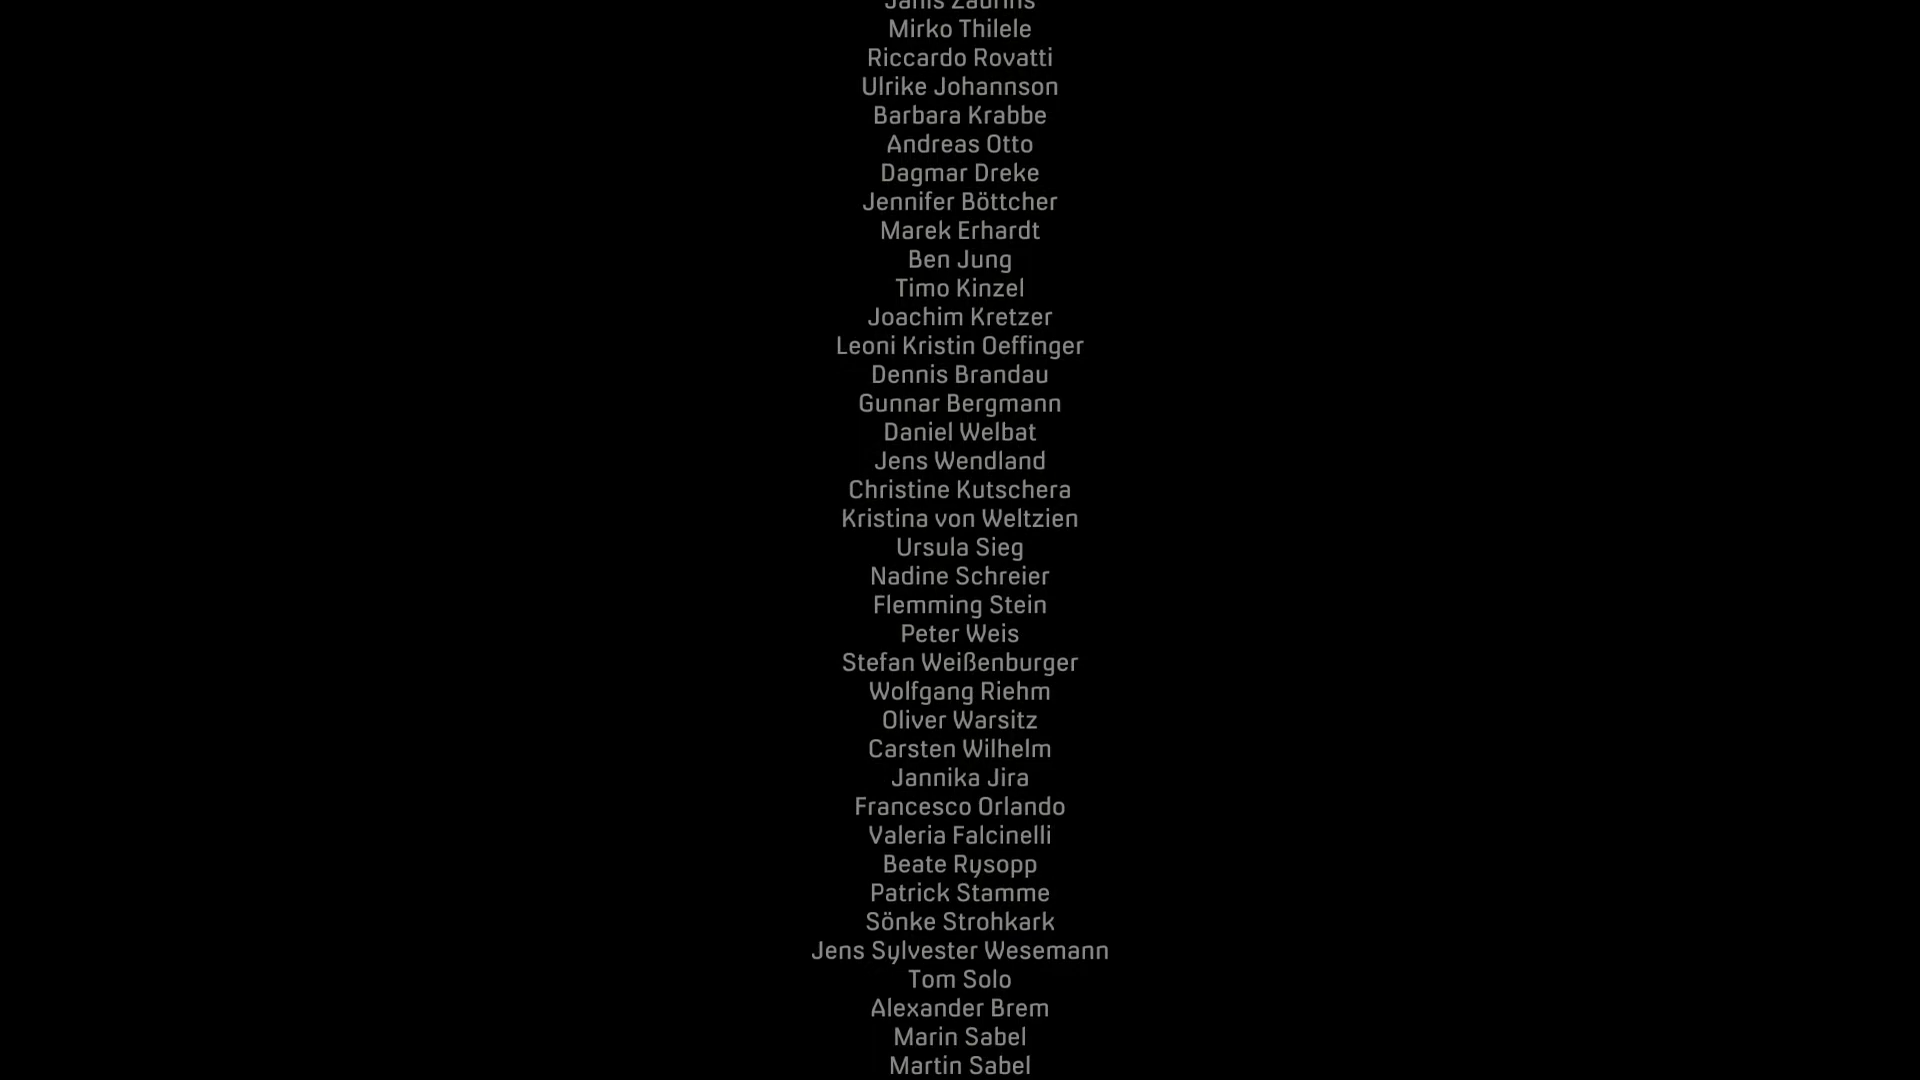 Janis Zaurins
Mirko Thilele
Riccardo Rovatti
Ulrike Johannson
Barbara Krabbe
Andreas Otto
Dagmar Dreke
Jennifer Böttcher
Marek Erhardt
Ben Jung
Timo Kinzel
Joachim Kretzer
Leoni Kristin Oeffinger
Dennis Brandau
Gunnar Bergmann
Daniel Welbat
Jens Wendland
Christine Kutschera
Kristina von Weltzien
Ursula Sieg
Nadine Schreier
Flemming Stein
Peter Weis
Stefan Weißenburger
Wolfgang Riehm
Oliver Warsitz
Carsten Wilhelm
Jannika Jira
Francesco Orlando
Valeria Falcinelli
Beate Rysopp
Patrick Stamme
Sönke Strohkark
Jens Sylvester Wesemann
Tom Solo
Alexander Brem
Marin Sabel
Martin Sabel